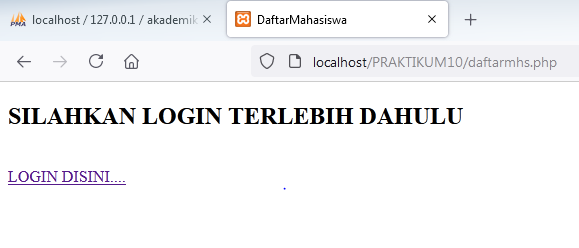 localhost / 127.0.0.1 / akademik
DaftarMahasiswa
localhost/PRAKTIKUM10/daftarmhs.php
SILAHKAN LOGIN TERLEBIH DAHULU
LOGIN DISINI....